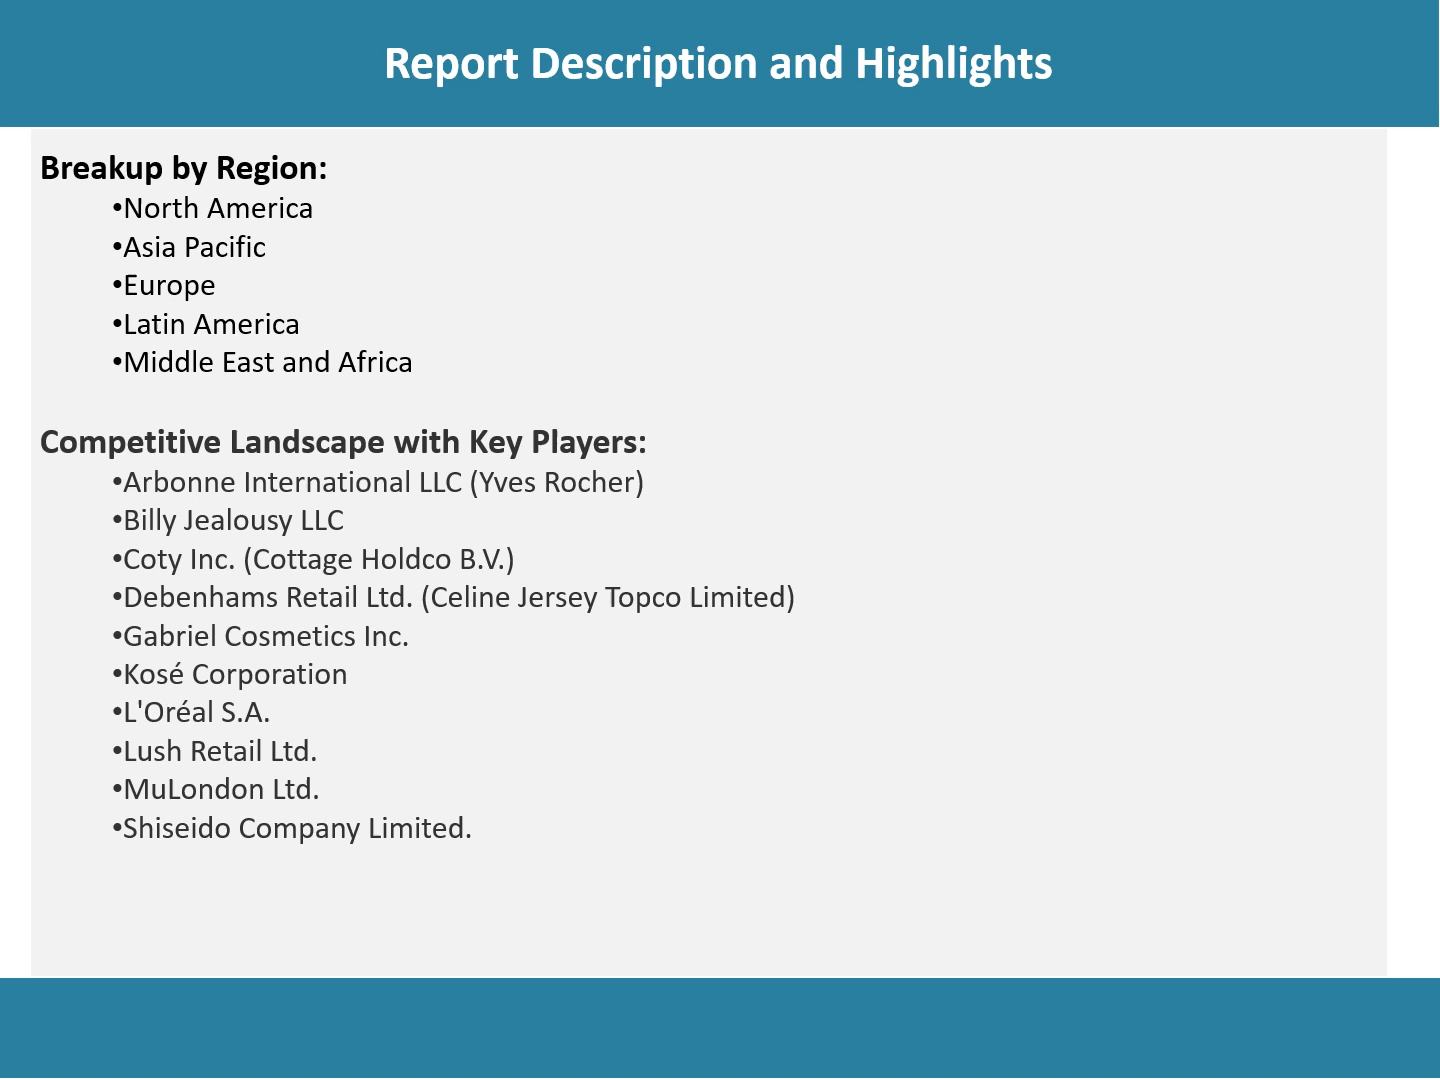 Report Description and Highlights
Breakup by Region:
•North America
•Asia Pacific
•Europe
•Latin America
•Middle East and Africa
Competitive Landscape with Key Players:
•Arbonne International LLC (Yves Rocher)
•Billy Jealousy LLC
•Coty Inc. (Cottage Holdco B.V.)
•Debenhams Retail Ltd. (Celine Jersey Topco Limited)
•Gabriel Cosmetics Inc.
•Kosé Corporation
•L'Oréal S.A.
•Lush Retail Ltd.
•MuLondon Ltd.
•Shiseido Company Limited.